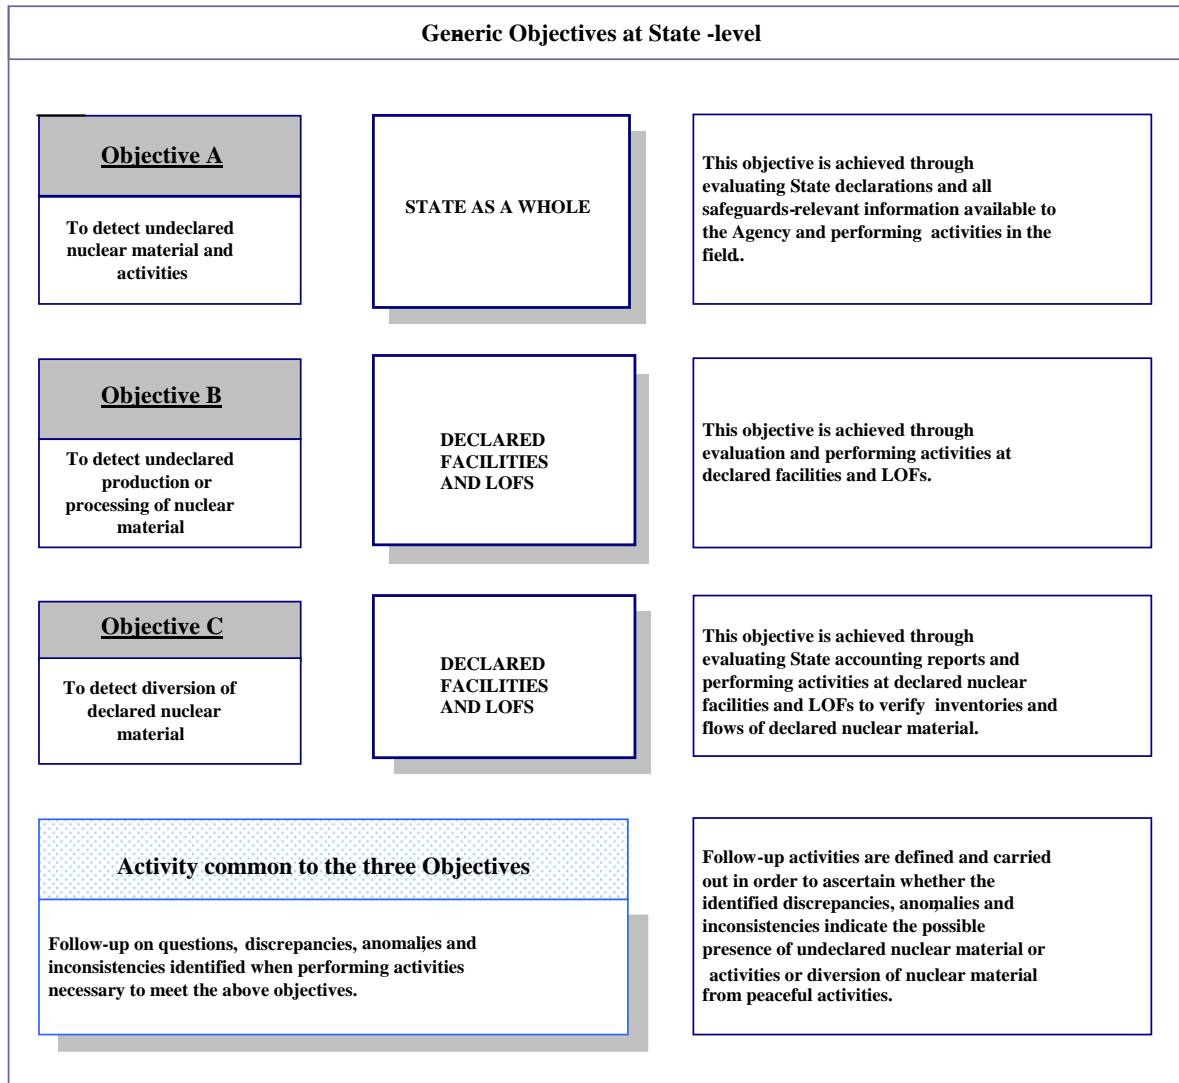 Generic Objectives at State -level
Objective A
To detect undeclared
nuclear material and
activities
STATE AS A WHOLE
This objective is achieved through
evaluating State declarations and all
safeguards-relevant information available to
the Agency and performing activities in the
field..
Objective B
To detect undeclared
production or
processing of nuclear
material
DECLARED
FACILITIES
AND LOFS
This objective is achieved through
evaluation and performing activities at
declared facilities and LOFs.
Objective C
To detect diversion of
declared nuclear
material
DECLARED
FACILITIES
AND LOFS
This objective is achieved through
evaluating State accounting reports and
performing activities at declared nuclear
facilities and LOFs to verify inventories and
flows of declared nuclear material.
Activity common to the three Objectives
Follow-up on questions, discrepancies, anomalies and
inconsistencies identified when performing activities
necessary to meet the above objectives.
Follow-up activities are defined and carried
out in order to ascertain whether the
identified discrepancies, anomalies and
inconsistencies indicate the possible
presence of undeclared nuclear material or
activities or diversion of nuclear material
from peaceful activities.